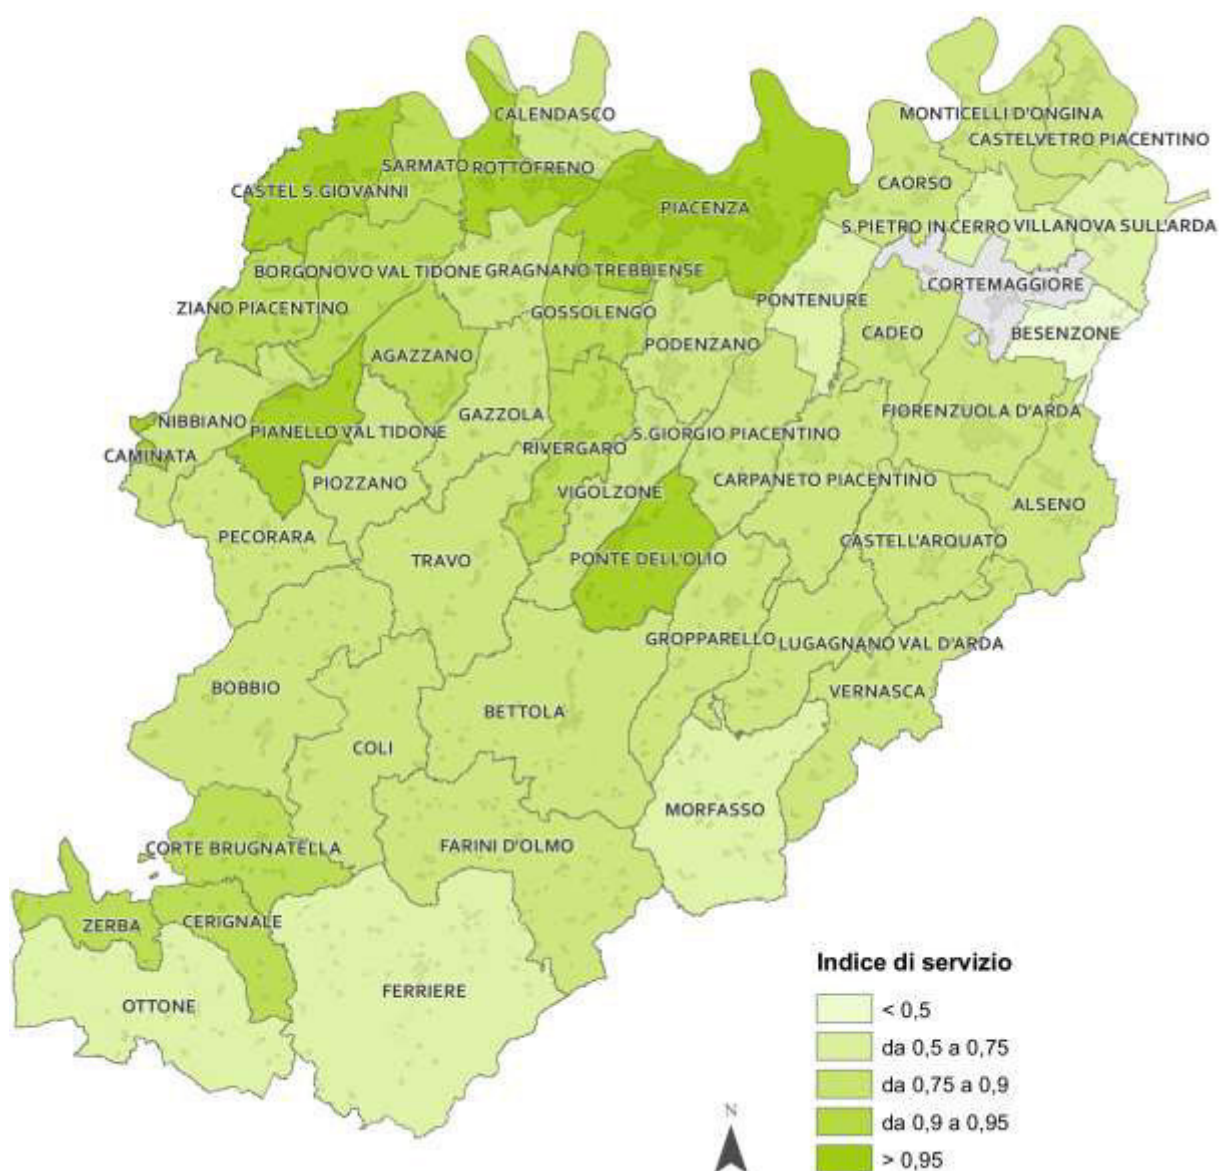 MONTICELLI D'ONGINA
CALENDASCO
CASTELVETRO PIACENTINO
SARMATO
ROTTOFRENO
CAORSO
CASTEL S.GIOVANNI
PIACENZA
S.PIETRO IN CERRO
VILLANOVA SULL'ARDA
BORGONOVO VAL TIDONE
GRAGNANO TREBBIENSE
CORTEMAGGIORE
PONTENURE
ZIANO PIACENTINO
GOSSOLENGO
CADEO
BESENZONE
PODENZANO
AGAZZANO
GAZZOLA
FIORENZUOLA D'ARDA
NIBBIANO
PIANELLO VAL TIDONE
S.GIORGIO PIACENTINO
CAMINATA
RIVERGARO
PIOZZANO
VIGOLZONE
CARPANETO PIACENTINO
ALSENO
PECORARA
CASTELL'ARQUATO
TRAVO
PONTE DELL'OLIO
GROPPARELLO
LUGAGNANO VAL D'ARDA
BOBBIO
VERNASCA
BETTOLA
COLI
MORFASSO
CORTE BRUGNATELLA
FARINI D'OLMO
ZERBA
CERIGNALE
FERRIERE
OTTONE
Indice di servizio
< 0,5
da 0,5 a 0,75
da 0,75 a 0,9
da 0,9 a 0,95
> 0,95
N